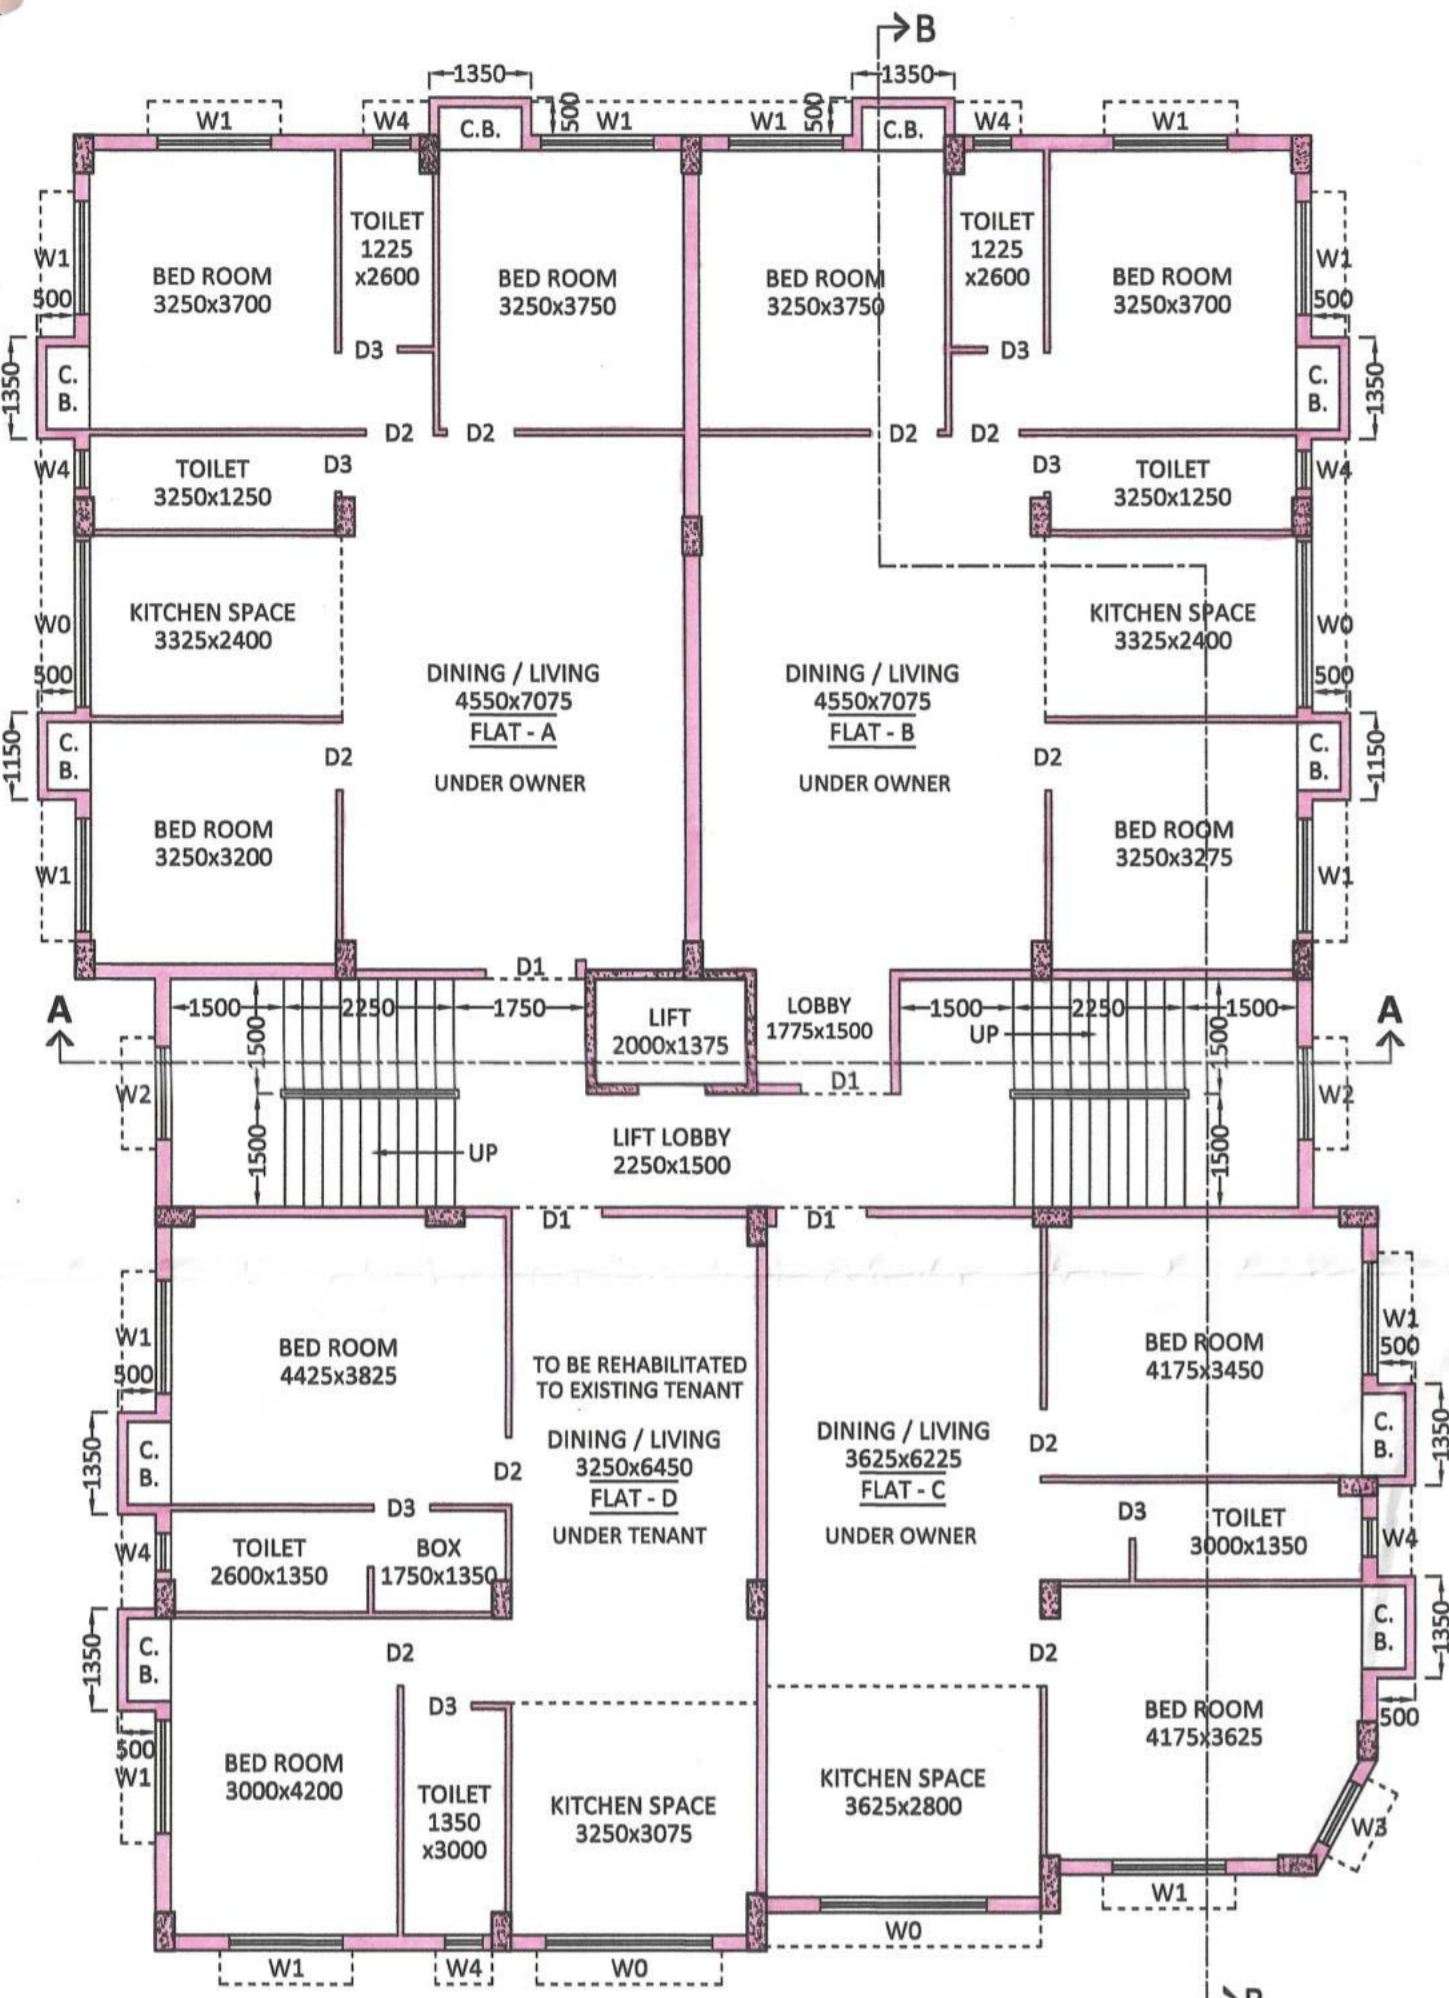 B
1350
1350
W1
W4
C.B.
500
W1
W1
500
C.B.
W4
W1
TOILET
1225
x2600
TOILET
1225
x2600
W1
500
BED ROOM
3250x3700
BED ROOM
3250x3750
BED ROOM
3250x3750
BED ROOM
3250x3700
W1
500
D3
D3
1350
C.
B.
C.
B.
1350
D2
D2
D2
D2
W4
TOILET
3250x1250
D3
D3
TOILET
3250x1250
W4
W0
500
KITCHEN SPACE
3325x2400
KITCHEN SPACE
3325x2400
W0
500
DINING / LIVING
4550x7075
FLAT - A
UNDER OWNER
DINING / LIVING
4550x7075
FLAT - B
UNDER OWNER
1150
C.
B.
D2
D2
C.
B.
1150
BED ROOM
3250x3200
BED ROOM
3250x3275
W1
W1
D1
A
1500
2250
1750
LIFT
2000x1375
LOBBY
1775x1500
1500
2250
1500
A
1500
UP
1500
D1
W2
W2
LIFT LOBBY
2250x1500
1500
UP
1500
D1
D1
W1
500
BED ROOM
4425x3825
TO BE REHABILITATED
TO EXISTING TENANT
BED ROOM
4175x3450
W1
500
DINING / LIVING
3250x6450
FLAT - D
UNDER TENANT
DINING / LIVING
3625x6225
FLAT - C
UNDER OWNER
1350
C.
B.
D2
D2
C.
B.
1350
D3
D3
W4
TOILET
2600x1350
BOX
1750x1350
TOILET
3000x1350
W4
1350
C.
B.
D2
D2
C.
B.
1350
D3
500
W1
BED ROOM
3000x4200
TOILET
1350
x3000
KITCHEN SPACE
3250x3075
KITCHEN SPACE
3625x2800
BED ROOM
4175x3625
500
W3
W1
W0
W1
W4
W0